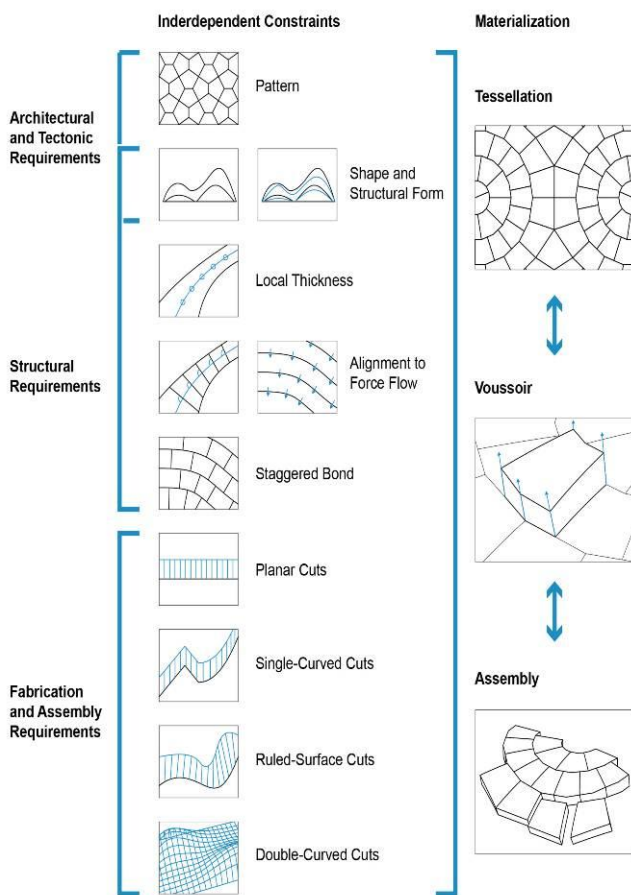 Inderdependent Constraints
Materialization
Architectural
and Tectonic
Requirements
Pattern
Shape and
Structural Form
Structural
Requirements
Local Thickness
Alignment to
Force Flow
Staggered Bond
Fabrication
and Assembly
Requirements
Planar Cuts
Single-Curved Cuts
Ruled-Surface Cuts
Double-Curved Cuts
Tessellation
Voussoir
Assembly